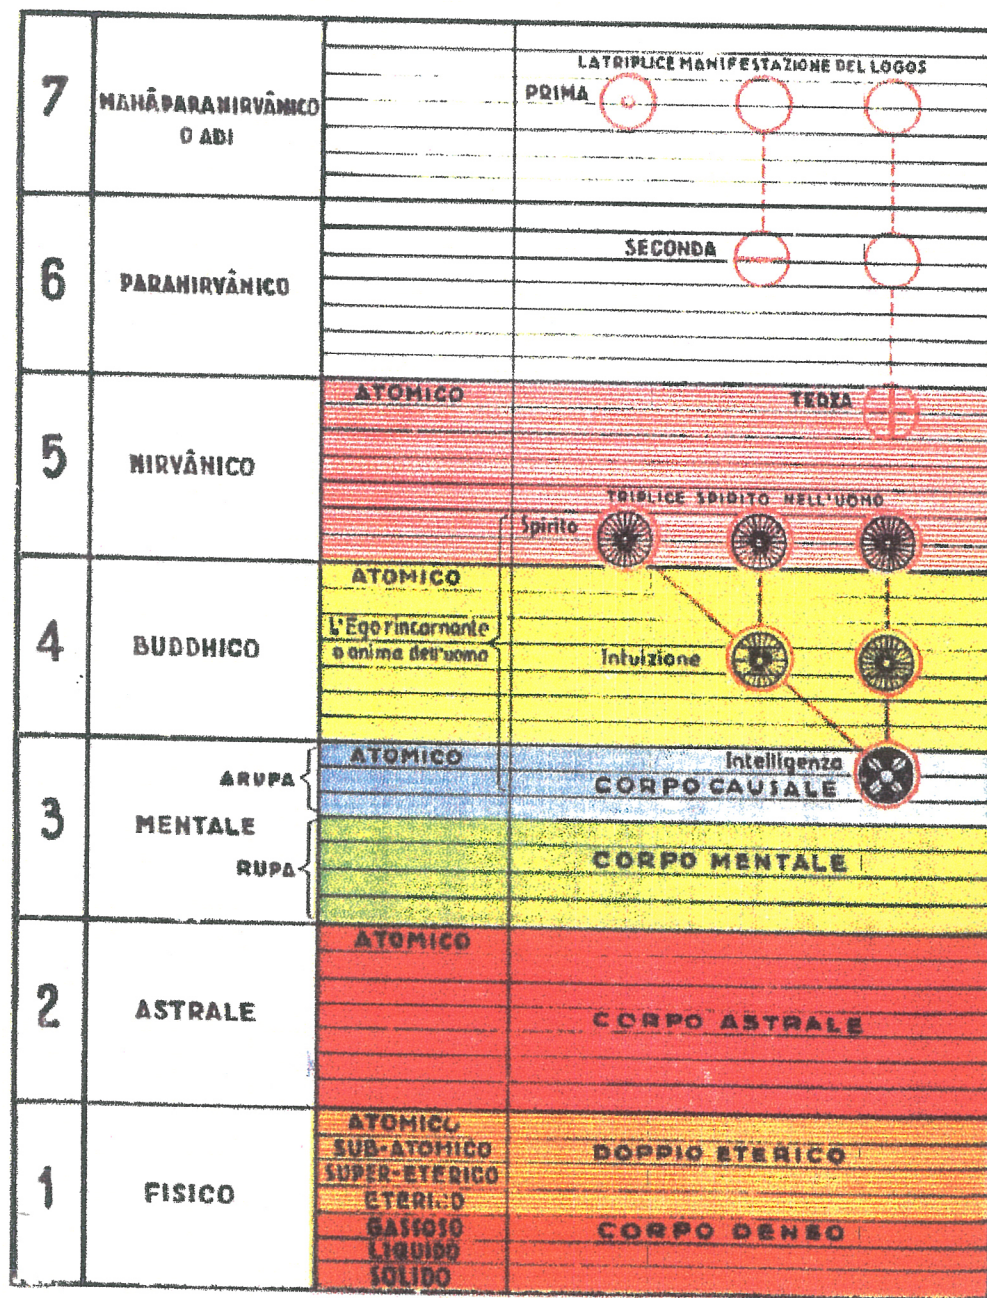 7
MAHÂPARANIRVÂNICO
O ADI
LA TRIPLICE MANIFESTAZIONE DEL LOGOS
PRIMA
6
PARANIRVÂNICO
SECONDA
5
NIRVÂNICO
ATOMICO
TERZA
TRIPLICE SPIRITO NELL'UOMO
Spirito
4
BUDDHICO
ATOMICO
L'Ego rincarnante
o anima dell'uomo
Intuizione
3
ARUPA
MENTALE
RUPA
ATOMICO
Intelligenza
CORPO CAUSALE
CORPO MENTALE
2
ASTRALE
ATOMICO
CORPO ASTRALE
1
FISICO
ATOMICO
SUB-ATOMICO
SUPER-ETERICO
ETERICO
GASSOSO
LIQUIDO
SOLIDO
DOPPIO ETERICO
CORPO DENSO